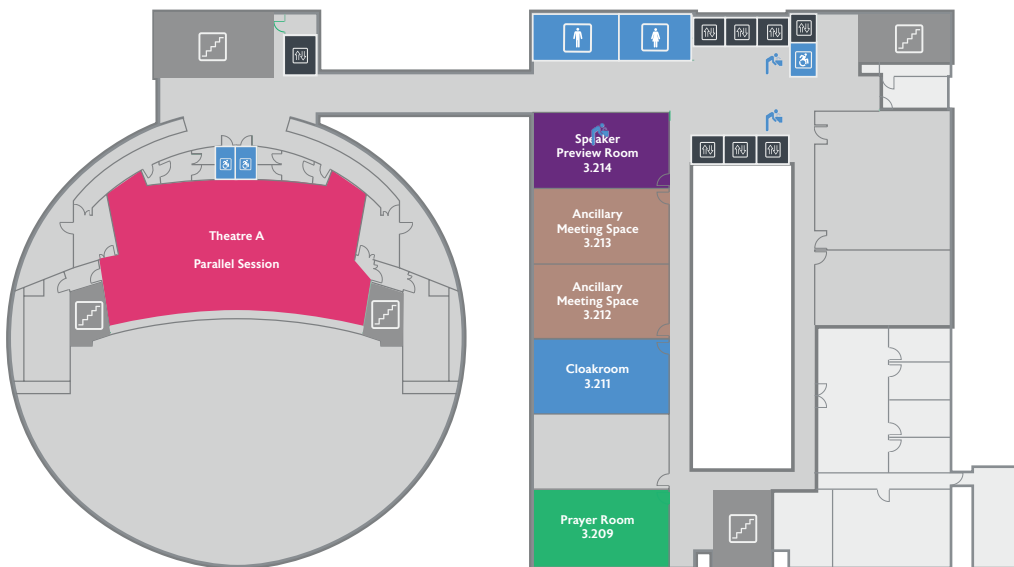 Speaker
Preview Room
3.214
Ancillary
Meeting Space
3.213
Theatre A
Parallel Session
Ancillary
Meeting Space
3.212
Cloakroom
3.211
Prayer Room
3.209